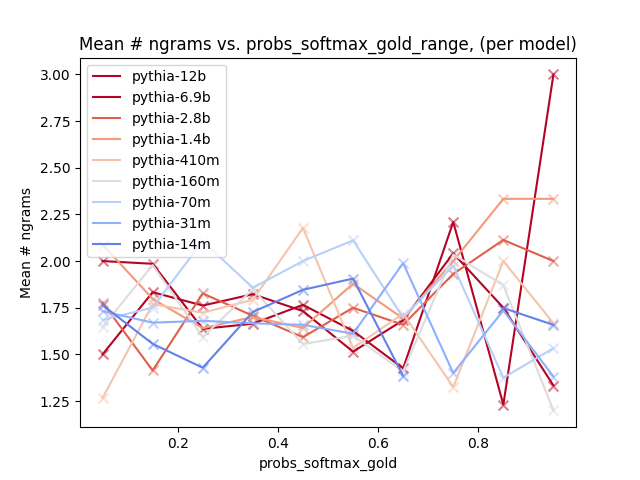 Mean # ngrams vs. probs_softmax_gold_range, (per model)
3.00
2.75
2.50
2.25
2.00
1.75
1.50
1.25
Mean # ngrams
pythia-12b
pythia-6.9b
pythia-2.8b
pythia-1.4b
pythia-410m
pythia-160m
pythia-70m
pythia-31m
pythia-14m
0.2 0.4 0.6 0.8
probs_softmax_gold